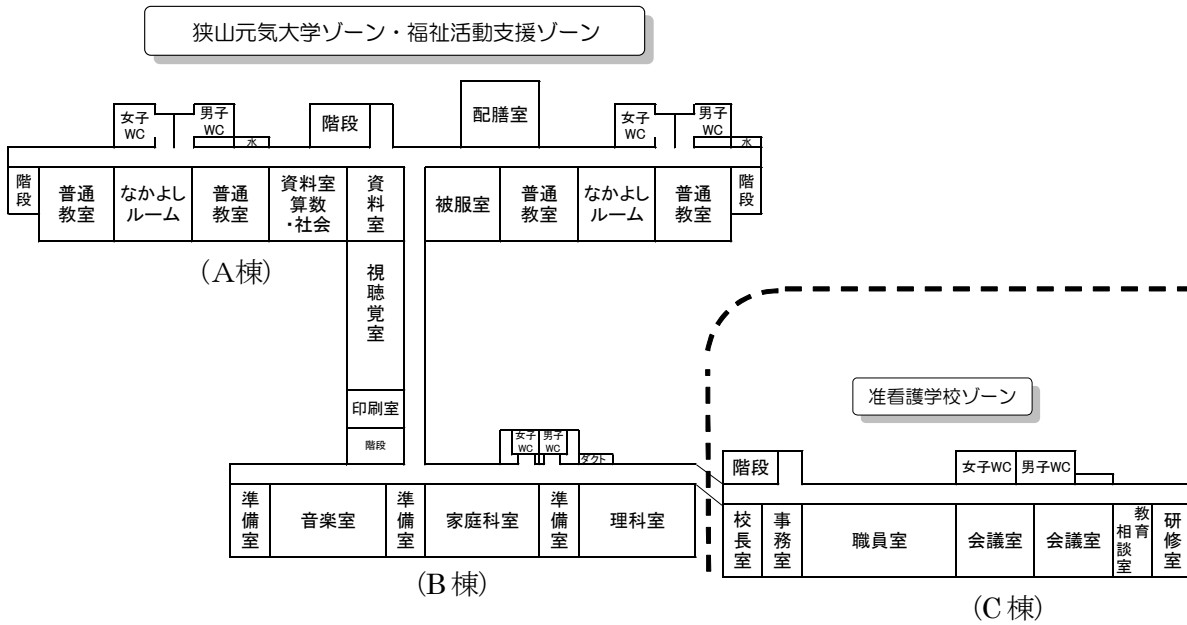 狭山元気大学ゾーン・福祉活動支援ゾーン
女子
WC
男子
WC
水
階段
配膳室
女子
WC
男子
WC
水
階段
普通
教室
なかよし
ルーム
普通
教室
資料室
算数
・社会
資料室
被服室
普通
教室
なかよし
ルーム
普通
教室
階段
(A棟)
視聴覚室
印刷室
階段
准看護学校ゾーン
女子
WC
男子
WC
ダクト
準備室
音楽室
準備室
家庭科室
準備室
理科室
(B棟)
階段
女子WC
男子WC
校長室
事務室
職員室
会議室
会議室
教育
相談室
研修室
(C棟)